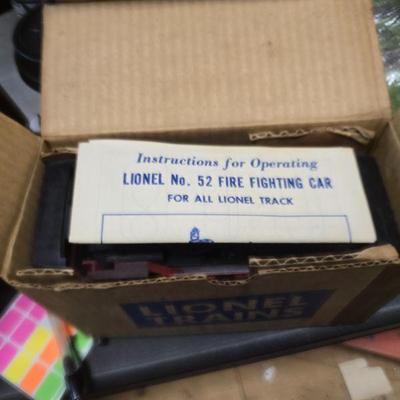 Instructions for Operating
LIONEL No. 52 FIRE FIGHTING CAR
FOR ALL LIONEL TRACK
LIONEL
TRAINS